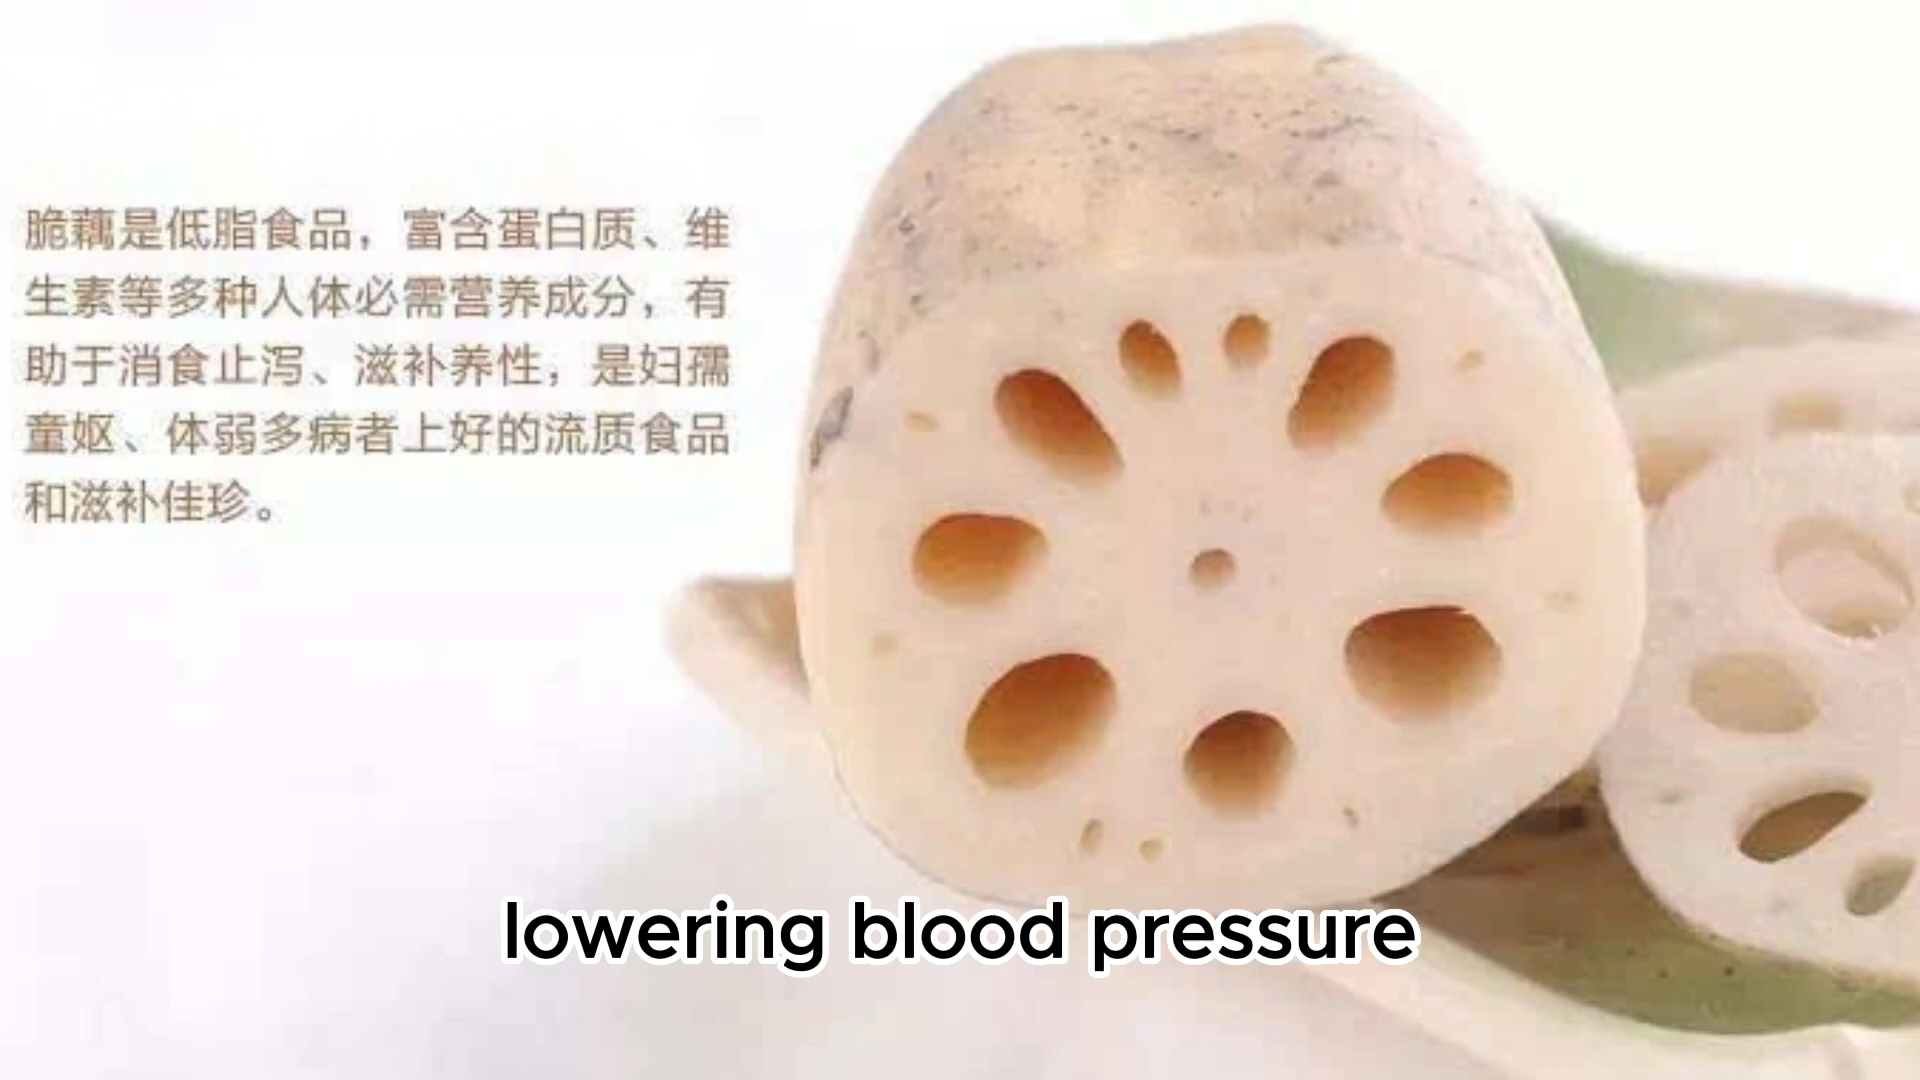 脆藕是低脂食品，富含蛋白质、维
生素等多种人体必需营养成分，有
助于消食止泻、滋补养性，是妇孺
童妪、体弱多病者上好的流质食品
和滋补佳珍。
lowering blood pressure